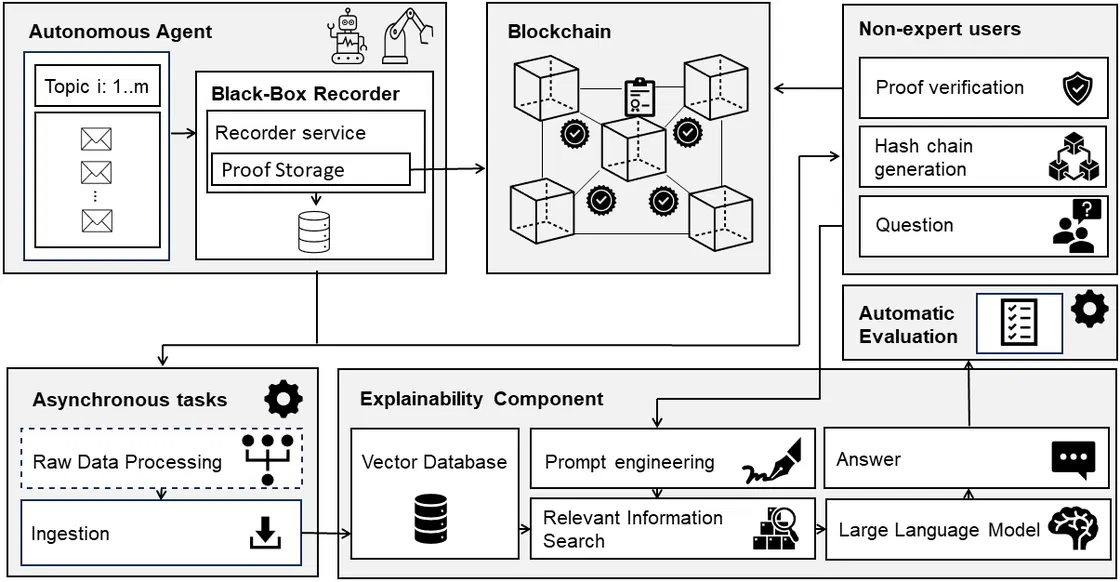 Autonomous Agent
Topic i: 1..m
Black-Box Recorder
Recorder service
Proof Storage
Blockchain
Non-expert users
Proof verification
Hash chain
generation
Question
Automatic
Evaluation
Asynchronous tasks
Raw Data Processing
Ingestion
Explainability Component
Vector Database
Prompt engineering
Relevant Information
Search
Answer
Large Language Model